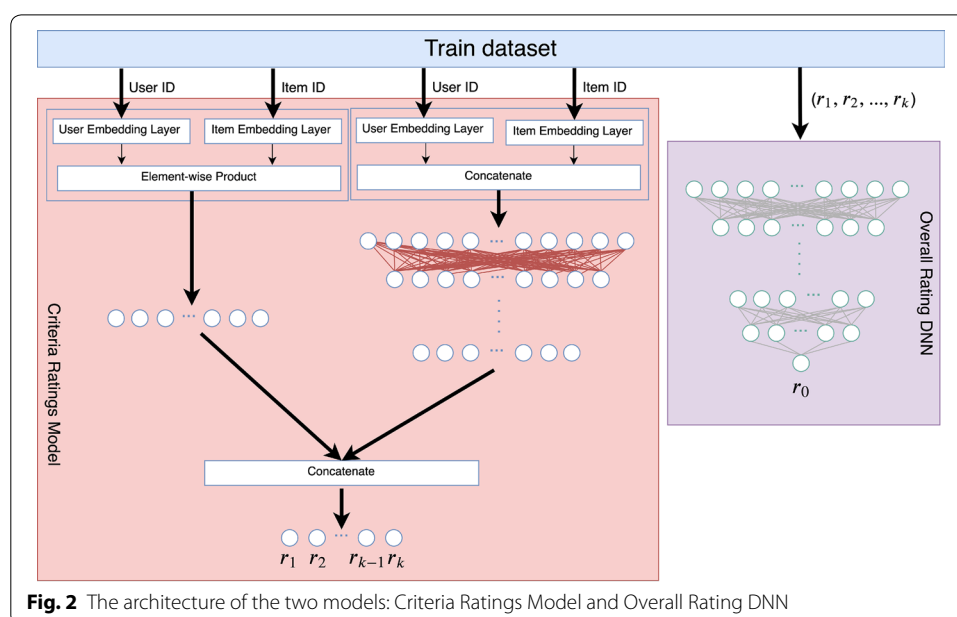 Train dataset
User ID
Item ID
User ID
Item ID
(r1, r2, ..., rk)
User Embedding Layer
Item Embedding Layer
User Embedding Layer
Item Embedding Layer
Element-wise Product
Concatenate
...
...
...
...
...
...
...
Criteria Ratings Model
Overall Rating DNN
r0
Concatenate
...
r1 r2 rk−1 rk
Fig. 2 The architecture of the two models: Criteria Ratings Model and Overall Rating DNN